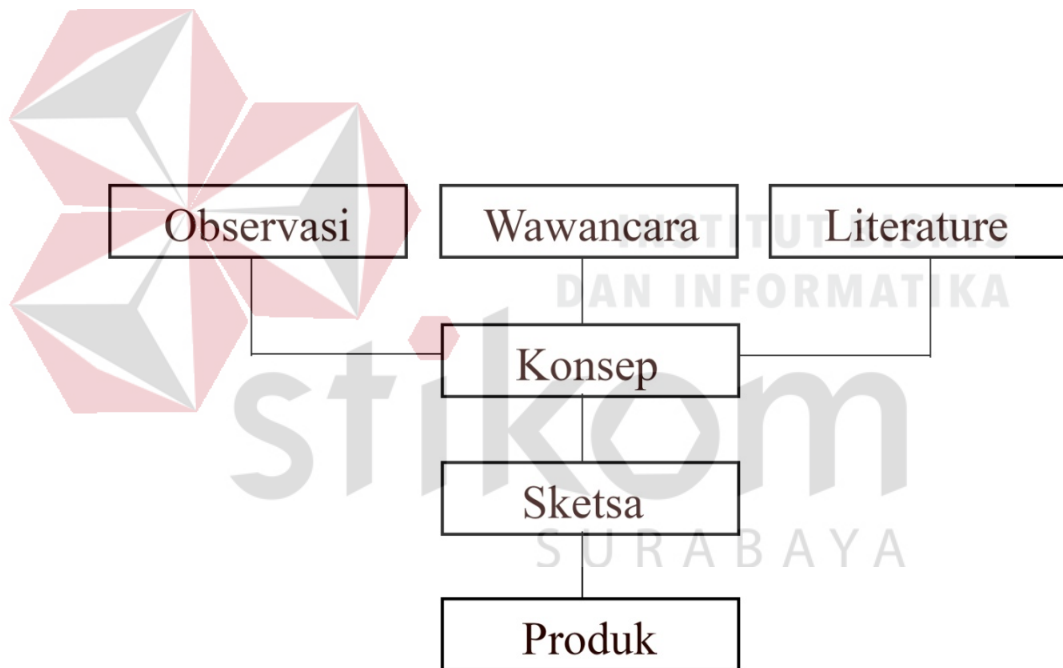 Observasi
Wawancara
Literature
INSTITUT BISNIS
DAN INFORMATIKA
Konsep
stikom
Sketsa
SURABAYA
Produk